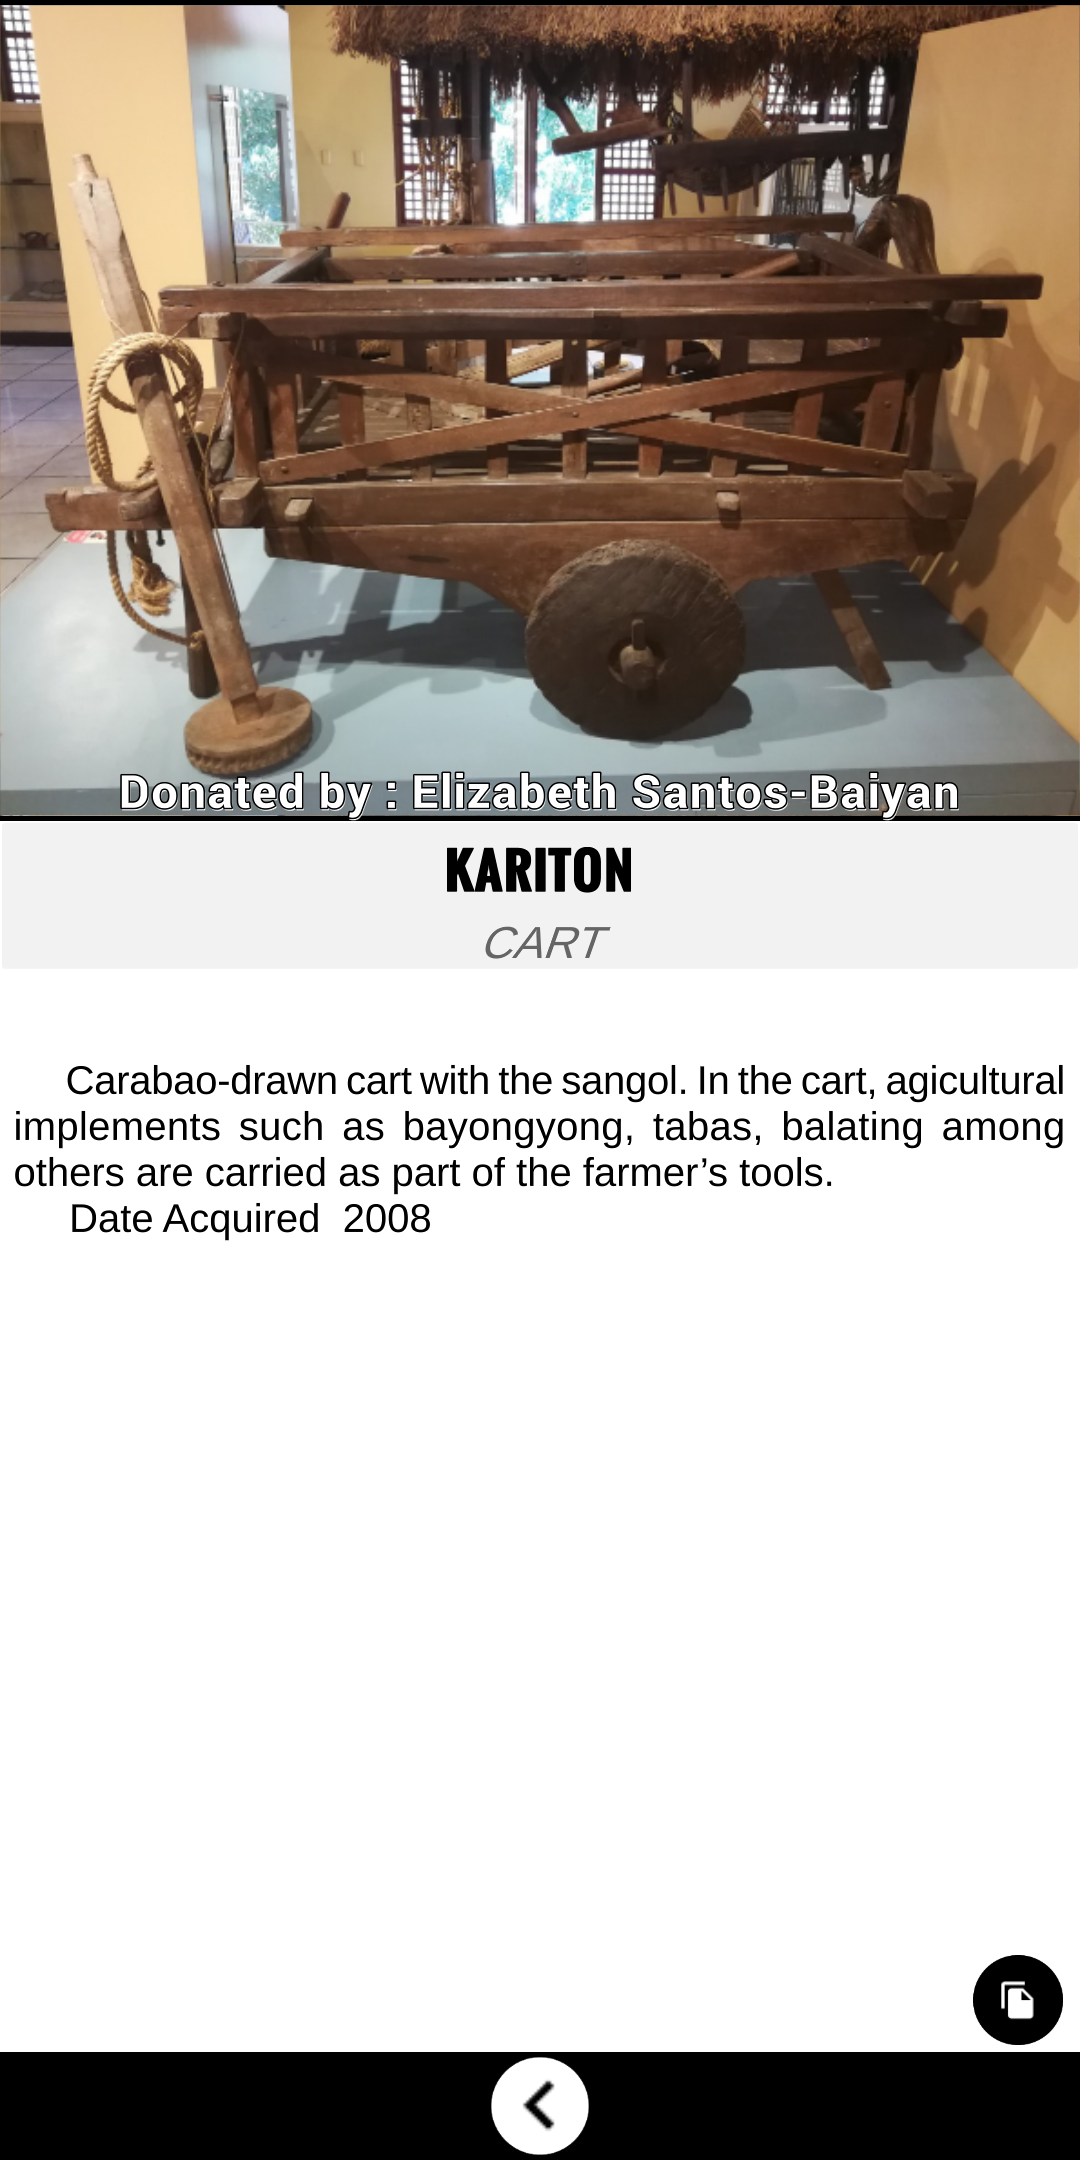 Donated by : Elizabeth Santos-Baiyan
KARITON
CART
Carabao-drawn cart with the sangol. In the cart, agicultural
implements such as bayongyong, tabas, balating among
others are carried as part of the farmer’s tools.
Date Acquired 2008